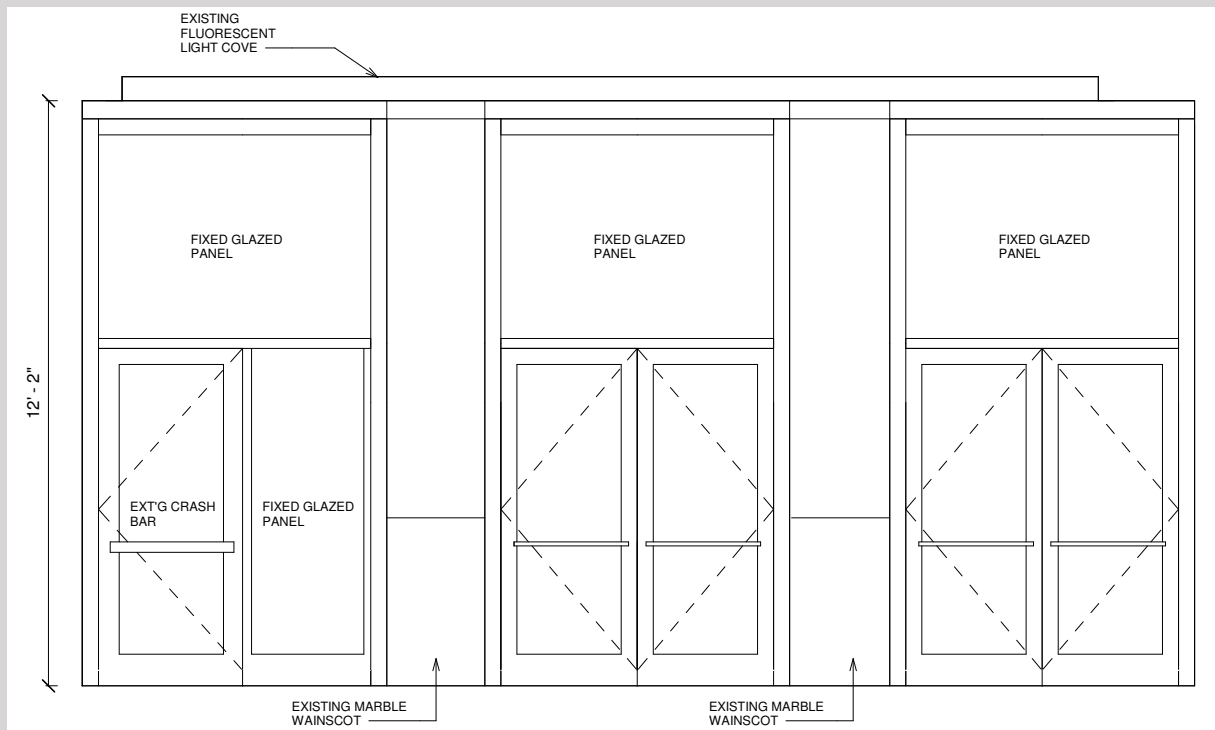 EXISTING
FLUORESCENT
LIGHT COVE
FIXED GLAZED
PANEL
FIXED GLAZED
PANEL
FIXED GLAZED
PANEL
12' - 2"
EXT'G CRASH
BAR
FIXED GLAZED
PANEL
EXISTING MARBLE
WAINSCOT
EXISTING MARBLE
WAINSCOT